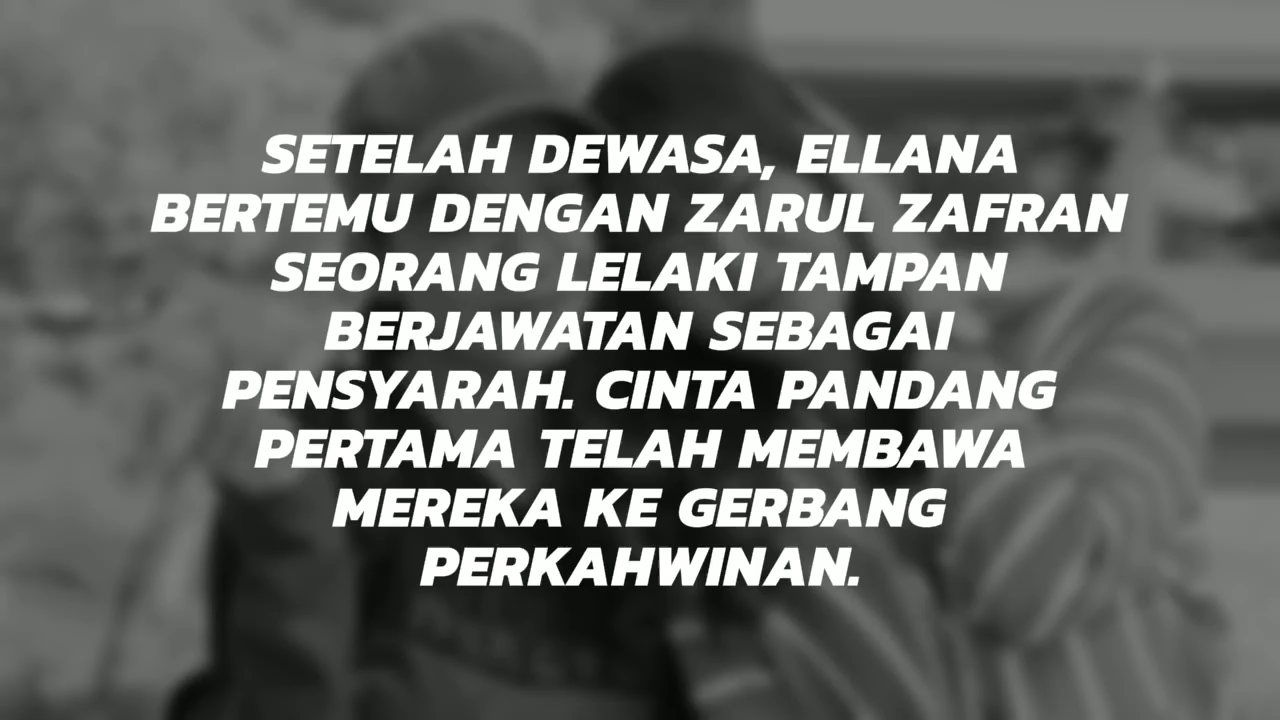 SETELAH DEWASA, ELLANA
BERTEMU DENGAN ZARUL ZAFRAN
SEORANG LELAKI TAMPAN
BERJAWATAN SEBAGAI
PENSYARAH. CINTA PANDANG
PERTAMA TELAH MEMBAWA
MEREKA KE GERBANG
PERKAHWINAN.